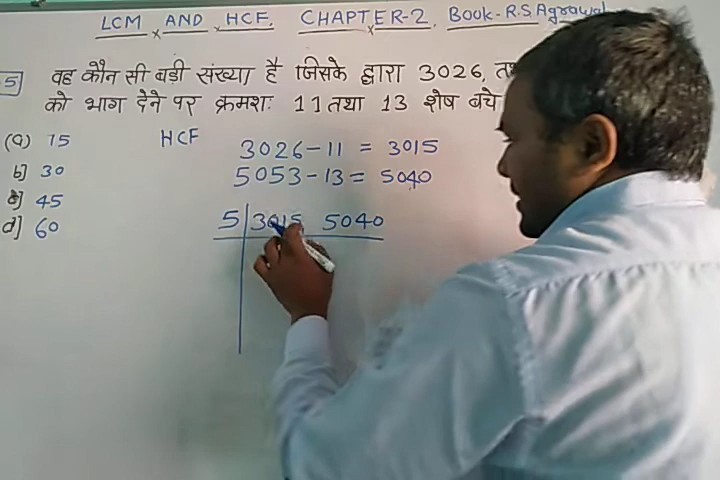 LCM AND HCF, CHAPTER-2, Book-R.S.Agrawal
5 वह कौन सी बड़ी संख्या है जिसके द्वारा 3026,
को भाग देने पर क्रमशः 11 तथा 13 शेष बचे
(a) 15
b] 30
c] 45
d] 60
HCF
3026-11 = 3015
5053-13 = 5040
5 3015 5040